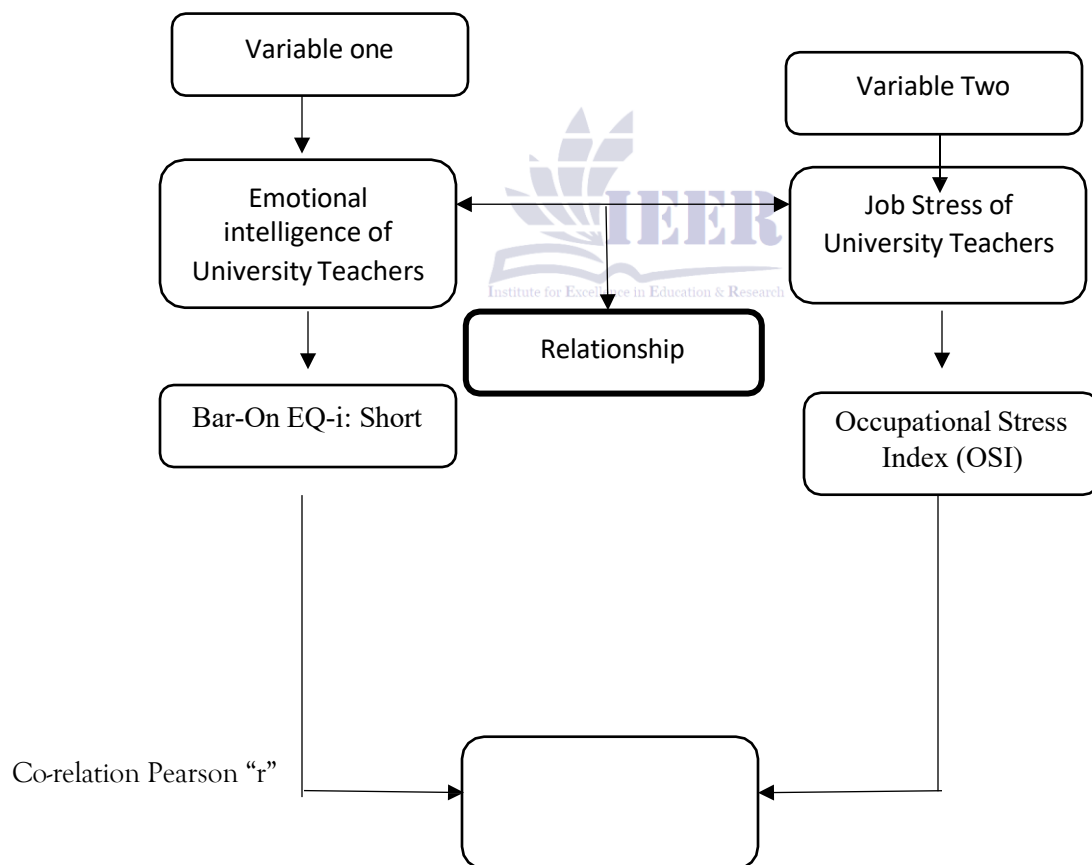 Variable one
Variable Two
Emotional
intelligence of
University Teachers
Job Stress of
University Teachers
IEER
Institute for Excellence in Education & Research
Relationship
Bar-On EQ-i: Short
Occupational Stress
Index (OSI)
Co-relation Pearson “r”